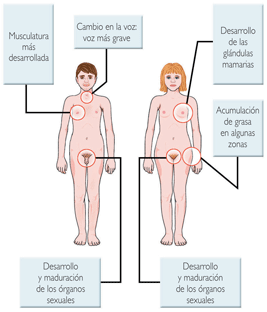 Musculatura
más
desarrollada
Cambio en la voz:
voz más grave
Desarrollo
de las
glándulas
mamarias
Acumulación
de grasa
en algunas
zonas
Desarrollo
y maduración
de los órganos
sexuales
Desarrollo
y maduración
de los órganos
sexuales